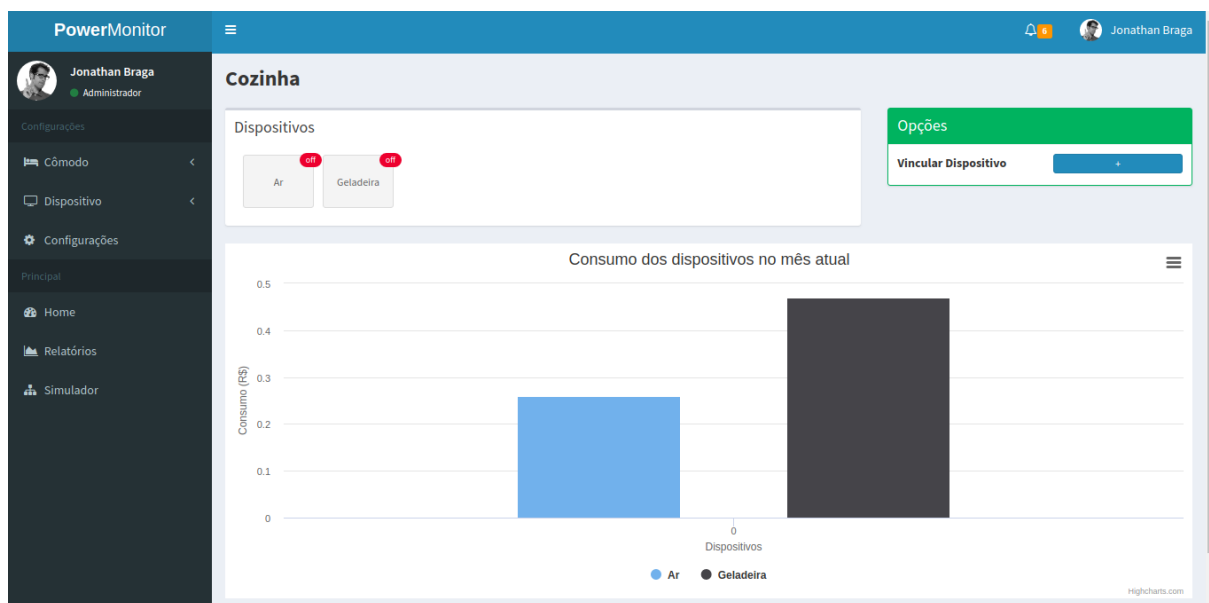 PowerMonitor
6
Jonathan Braga
Jonathan Braga
Administrador
Configurações
Cômodo
Dispositivo
Configurações
Principal
Home
Relatórios
Simulador
Cozinha
Dispositivos
off
off
Ar
Geladeira
Opções
Vincular Dispositivo
+
Consumo dos dispositivos no mês atual
Consumo (R$)
0.5
0.4
0.3
0.2
0.1
0
0
Dispositivos
Ar
Geladeira
Highcharts.com